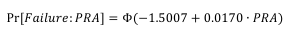 Pr[Failure: PRA] = Φ(−1.5007 + 0.0170 · PRA)